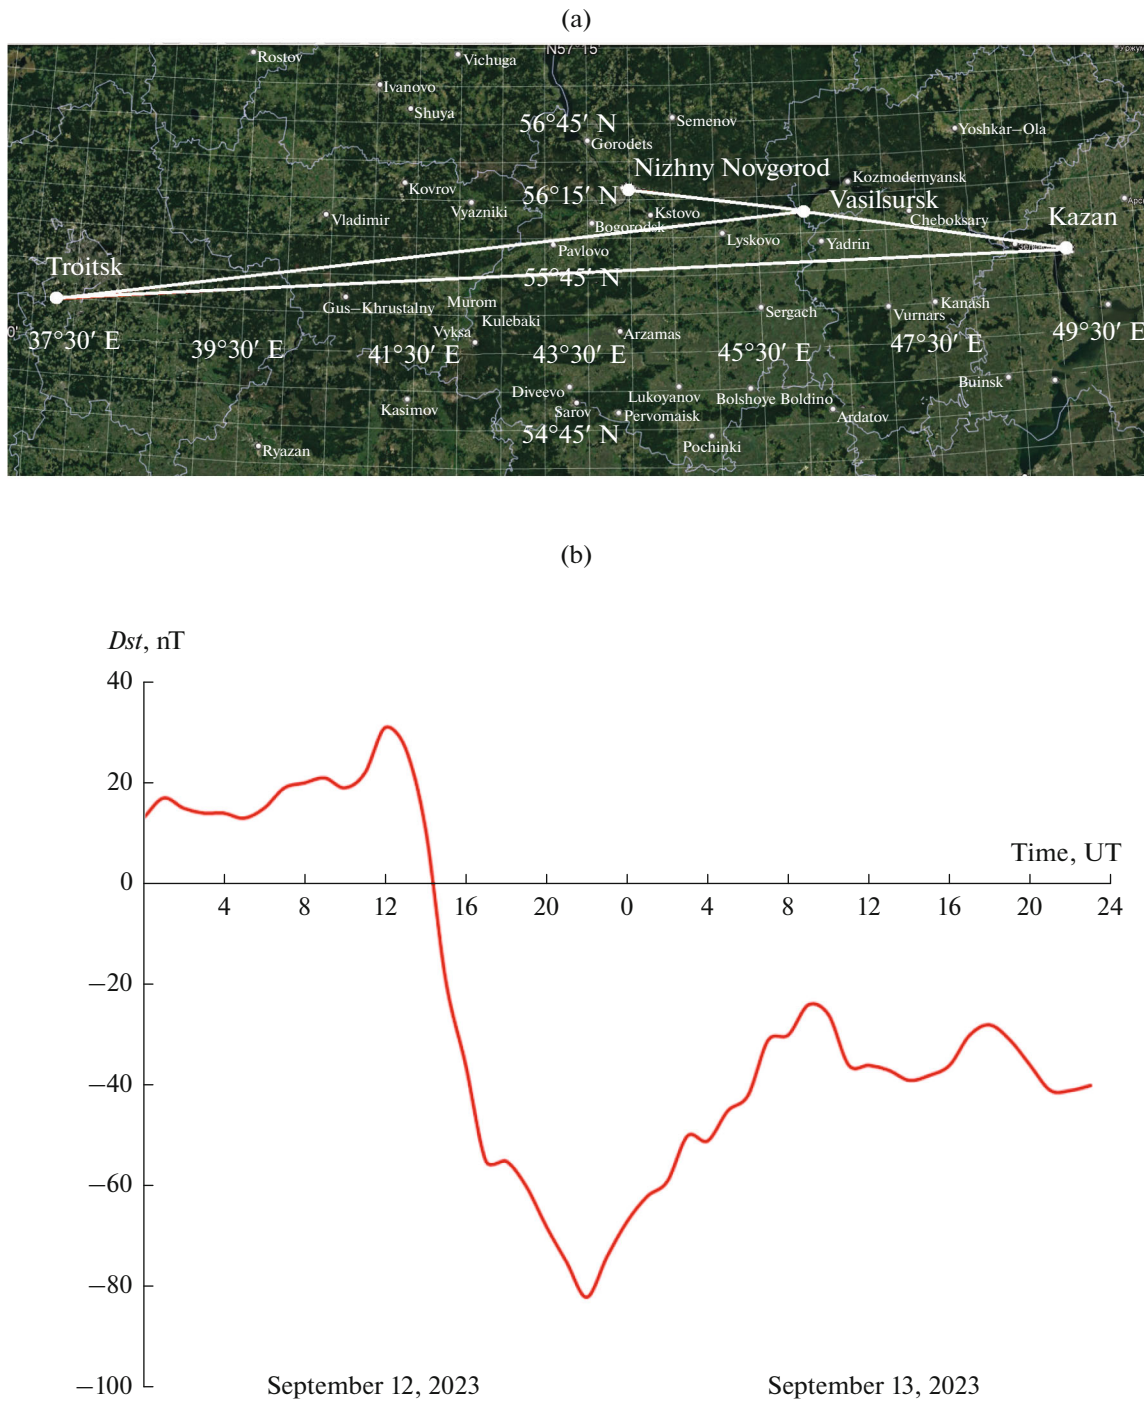 (a)
N57°15'
Rostov
Vichuga
Ivanovo
Shuya
56°45′ N
Semenov
Yoshkar–Ola
Gorodets
Nizhny Novgorod
Kovrov
56°15′ N
Kozmodemyansk
Vyazniki
Vasilsursk
Vladimir
Kstovo
Cheboksary
Kazan
Bogorodsk
Lyskovo
Yadrin
Pavlovo
Troitsk
55°45′ N
Gus–Khrustalny
Murom
Kulebaki
Sergach
Kanash
Vurnars
0'
37°30′ E
39°30′ E
41°30′ E
Vyksa
43°30′ E
Arzamas
45°30′ E
47°30′ E
49°30′ E
Buinsk
Diveevo
Lukoyanov
Bolshoye Boldino
Kasimov
Sarov
Pervomaisk
Ardatov
54°45′ N
Ryazan
Pochinki
(b)
Dst, nT
40
20
Time, UT
0
4 8 12 16 20 0 4 8 12 16 20 24
−20
−40
−60
−80
−100
September 12, 2023
September 13, 2023